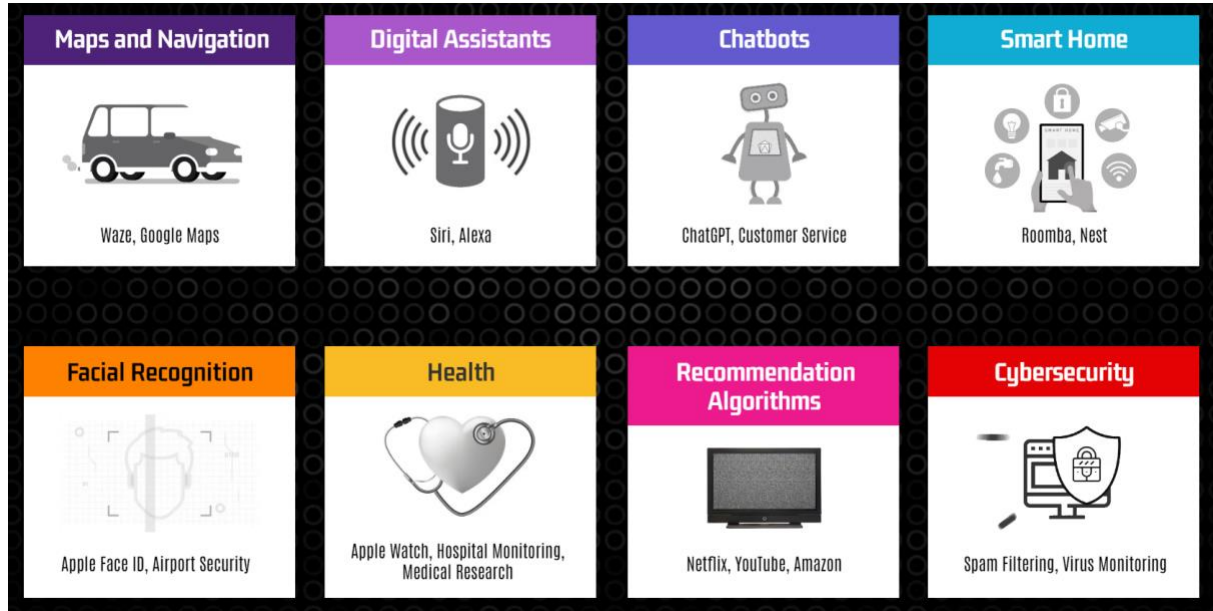 Maps and Navigation
Waze, Google Maps
Digital Assistants
Siri, Alexa
Chatbots
ChatGPT, Customer Service
Smart Home
SMART HOME
Roomba, Nest
Facial Recognition
Apple Face ID, Airport Security
Health
Apple Watch, Hospital Monitoring,
Medical Research
Recommendation
Algorithms
Netflix, YouTube, Amazon
Cybersecurity
Spam Filtering, Virus Monitoring